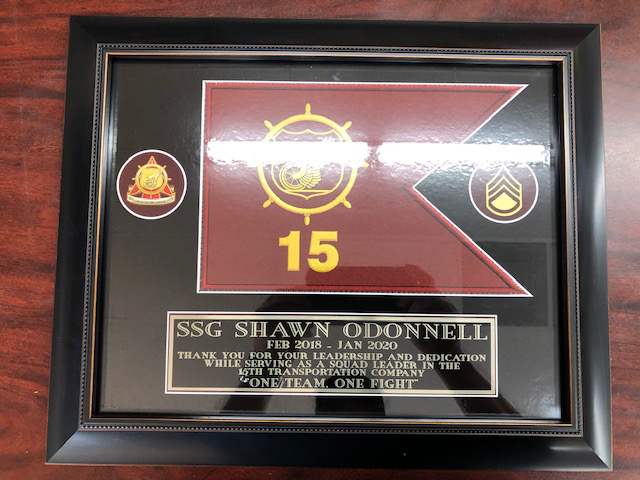 15
SSG SHAWN ODONNELL
FEB 2018 - JAN 2020
THANK YOU FOR YOUR LEADERSHIP AND DEDICATION
WHILE SERVING AS A SQUAD LEADER IN THE
15TH TRANSPORTATION COMPANY
"ONE TEAM, ONE FIGHT"